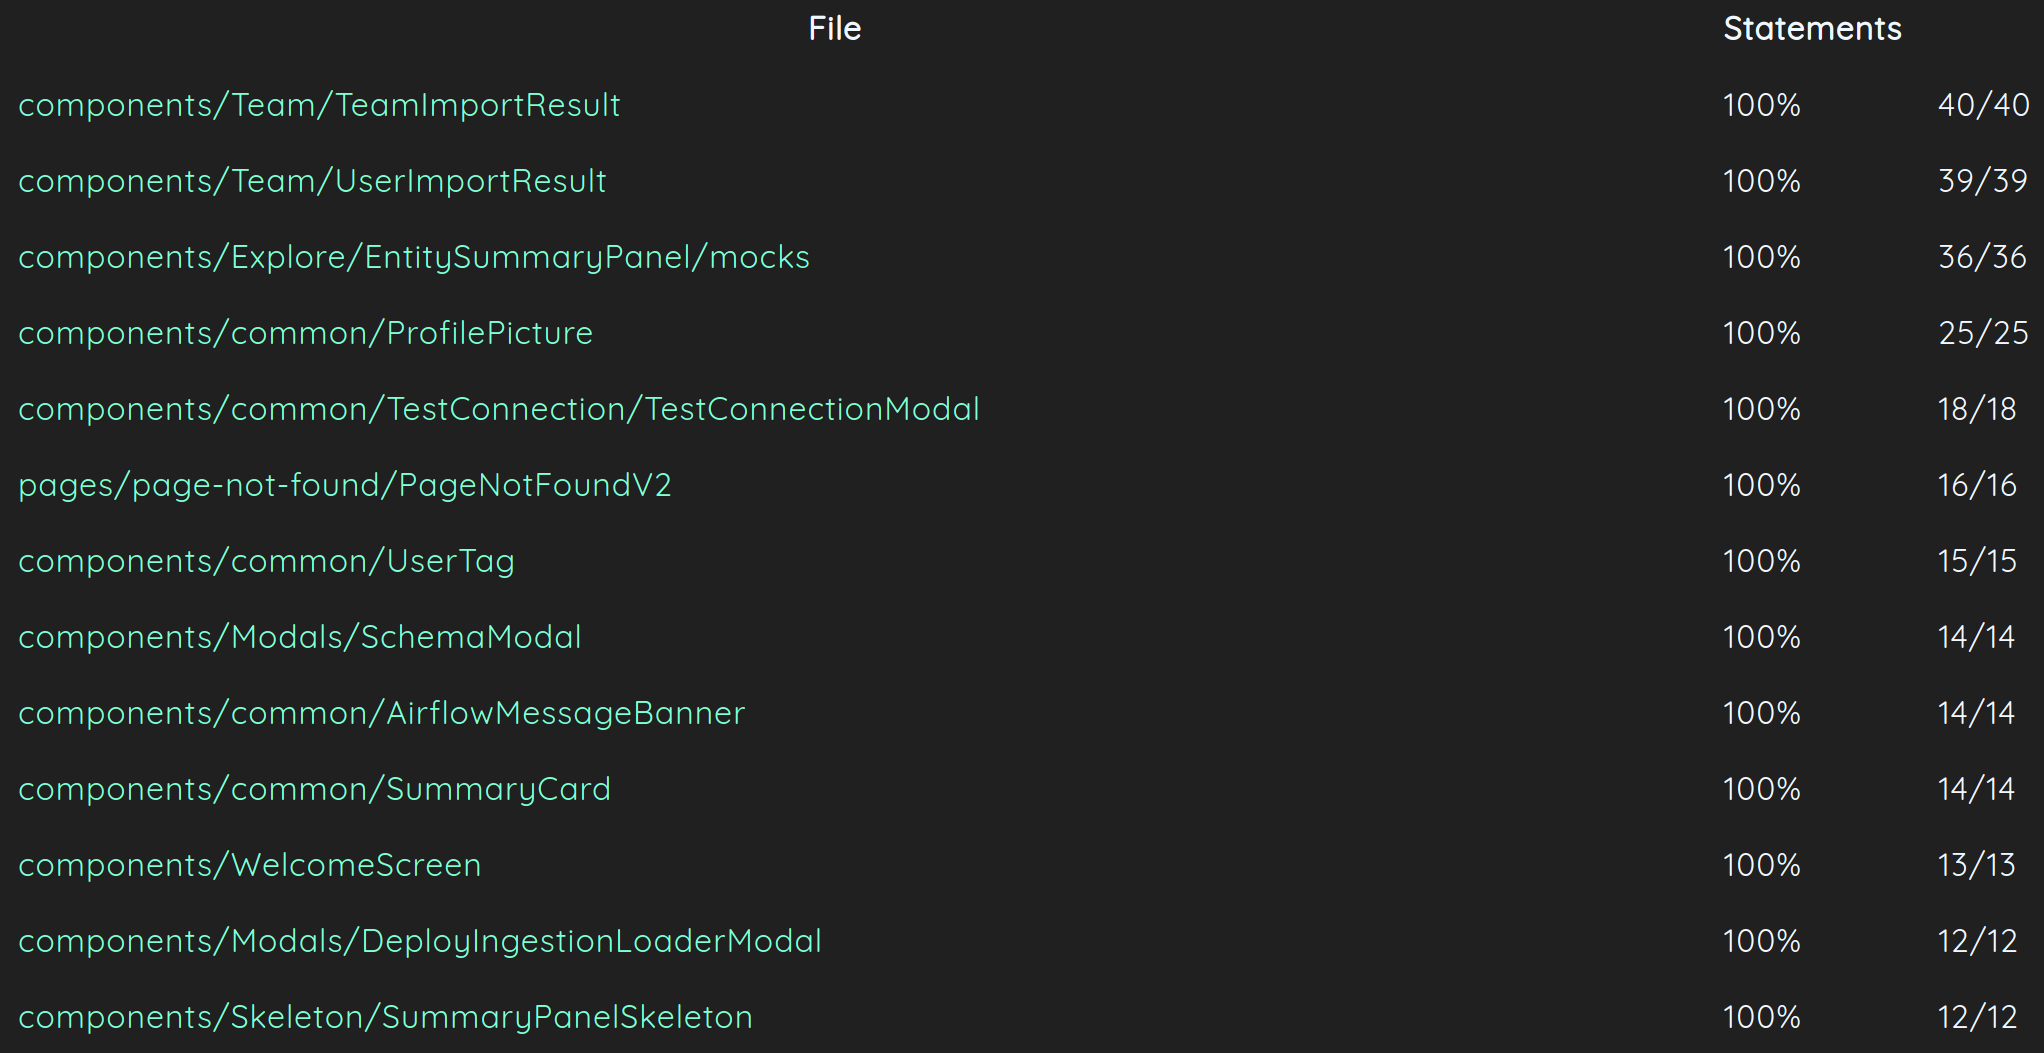 File Statements
components/Team/TeamImportResult 100% 40/40
components/Team/UserImportResult 100% 39/39
components/Explore/EntitySummaryPanel/mocks 100% 36/36
components/common/ProfilePicture 100% 25/25
components/common/TestConnection/TestConnectionModal 100% 18/18
pages/page-not-found/PageNotFoundV2 100% 16/16
components/common/UserTag 100% 15/15
components/Modals/SchemaModal 100% 14/14
components/common/AirflowMessageBanner 100% 14/14
components/common/SummaryCard 100% 14/14
components/WelcomeScreen 100% 13/13
components/Modals/DeployIngestionLoaderModal 100% 12/12
components/Skeleton/SummaryPanelSkeleton 100% 12/12